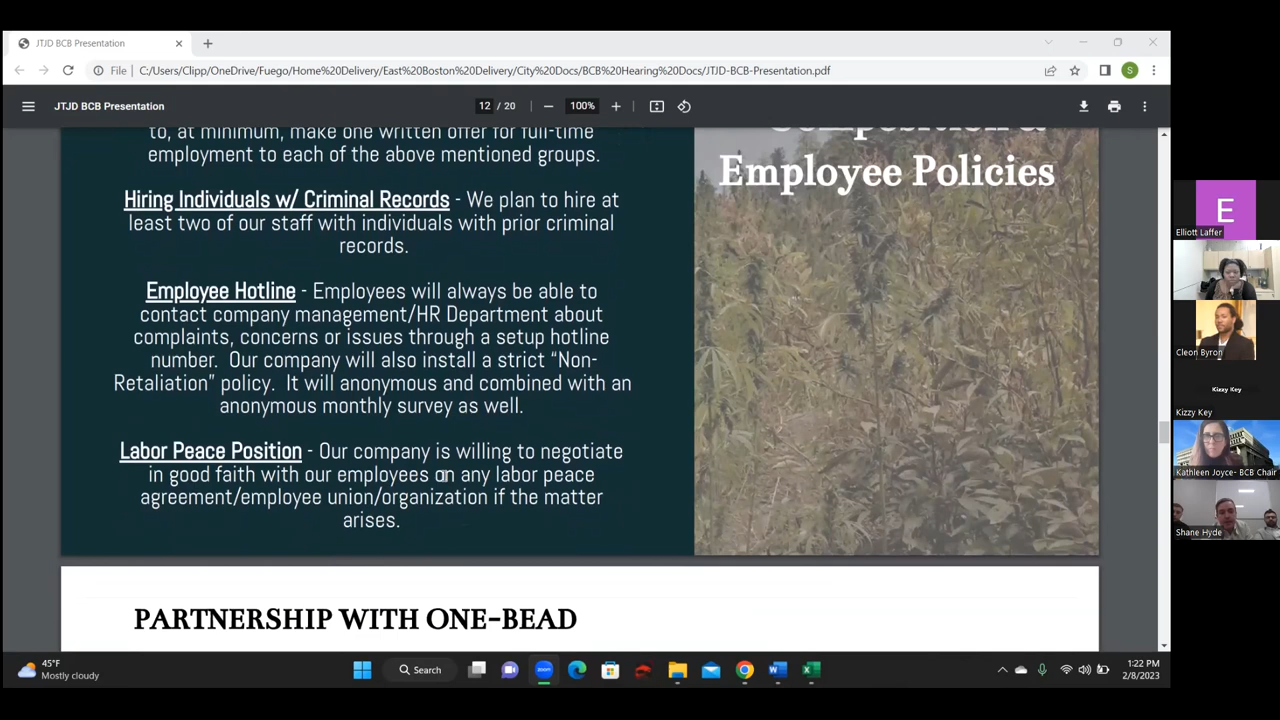 JTJD BCB Presentation
File
C:/Users/Clipp/OneDrive/Fuego/Home%20Delivery/East%20Boston%20Delivery/City%20Docs/BCB%20Hearing%20Docs/JTJD-BCB-Presentation.pdf
S
JTJD BCB Presentation
12 / 20
100%
to, at minimum, make one written offer for full-time
employment to each of the above mentioned groups.
Composition &
Employee Policies
Hiring Individuals w/ Criminal Records - We plan to hire at
least two of our staff with individuals with prior criminal
records.
Employee Hotline - Employees will always be able to
contact company management/HR Department about
complaints, concerns or issues through a setup hotline
number. Our company will also install a strict “Non-
Retaliation” policy. It will anonymous and combined with an
anonymous monthly survey as well.
Labor Peace Position - Our company is willing to negotiate
in good faith with our employees on any labor peace
agreement/employee union/organization if the matter
arises.
PARTNERSHIP WITH ONE-BEAD
E
Elliott Laffer
Cleon Byron
Kizzy Key
Kizzy Key
Kathleen Joyce- BCB Chair
Shane Hyde
45°F
Mostly cloudy
Search
zoom
1:22 PM
2/8/2023